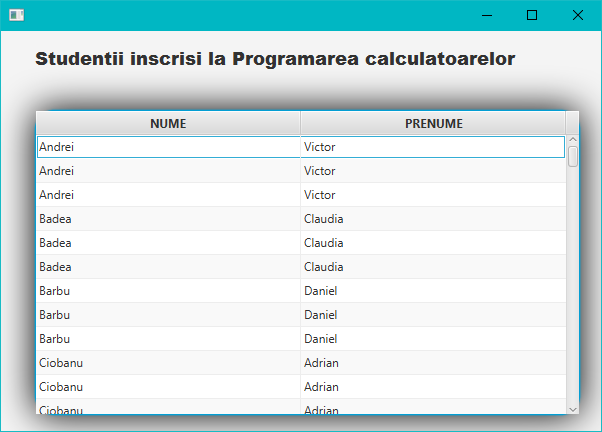 Studentii inscrisi la Programarea calculatoarelor
NUME PRENUME
Andrei Victor
Andrei Victor
Andrei Victor
Badea Claudia
Badea Claudia
Badea Claudia
Barbu Daniel
Barbu Daniel
Barbu Daniel
Ciobanu Adrian
Ciobanu Adrian
Ciobanu Adrian